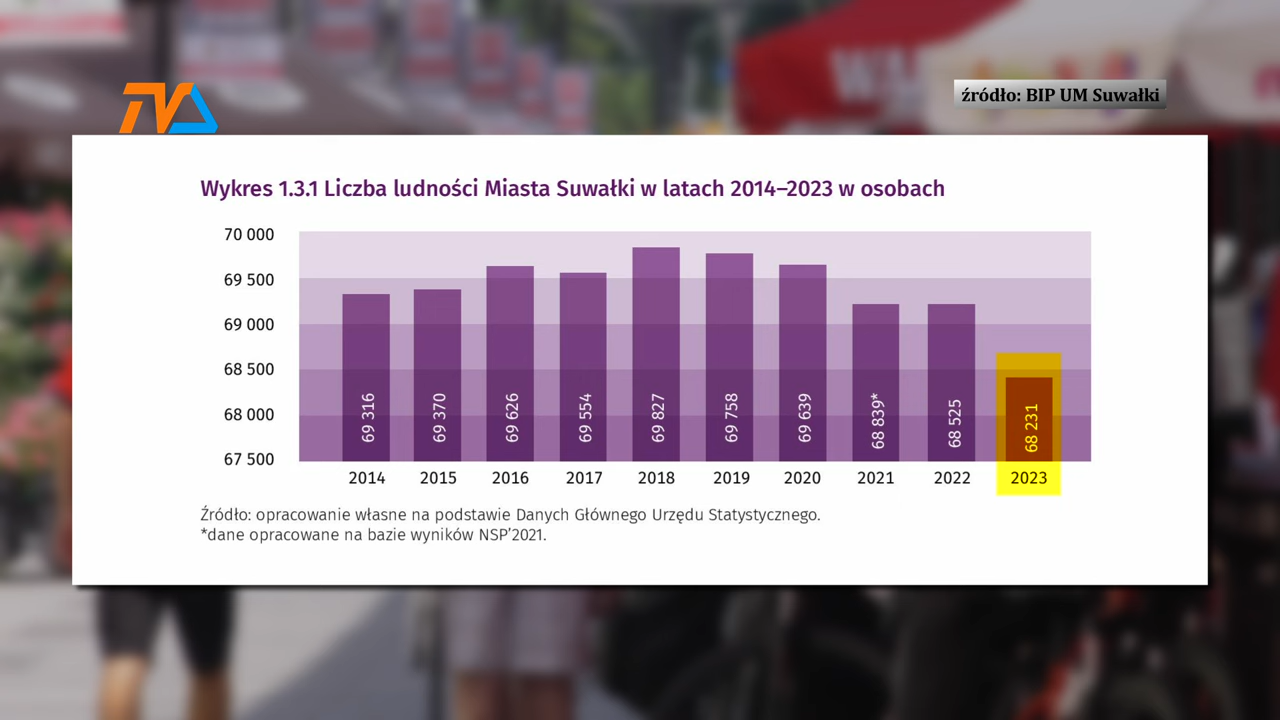 TVA
źródło: BIP UM Suwałki
Wykres 1.3.1 Liczba ludności Miasta Suwałki w latach 2014–2023 w osobach
70 000
69 500
69 000
68 500
68 000
67 500
69 316
69 370
69 626
69 554
69 827
69 758
69 639
68 839*
68 525
68 231
2014 2015 2016 2017 2018 2019 2020 2021 2022 2023
Źródło: opracowanie własne na podstawie Danych Głównego Urzędu Statystycznego.
*dane opracowane na bazie wyników NSP’2021.